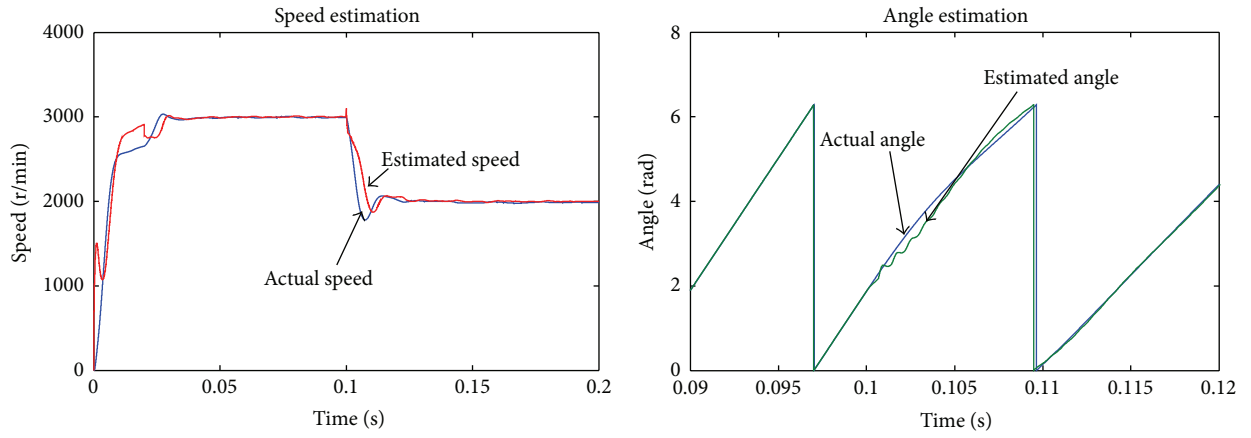 Speed estimation
4000
3000
2000
1000
0
Speed (r/min)
Estimated speed
Actual speed
0
0.05
0.1
0.15
0.2
Time (s)
Angle estimation
8
6
4
2
0
Angle (rad)
Estimated angle
Actual angle
0.09
0.095
0.1
0.105
0.11
0.115
0.12
Time (s)